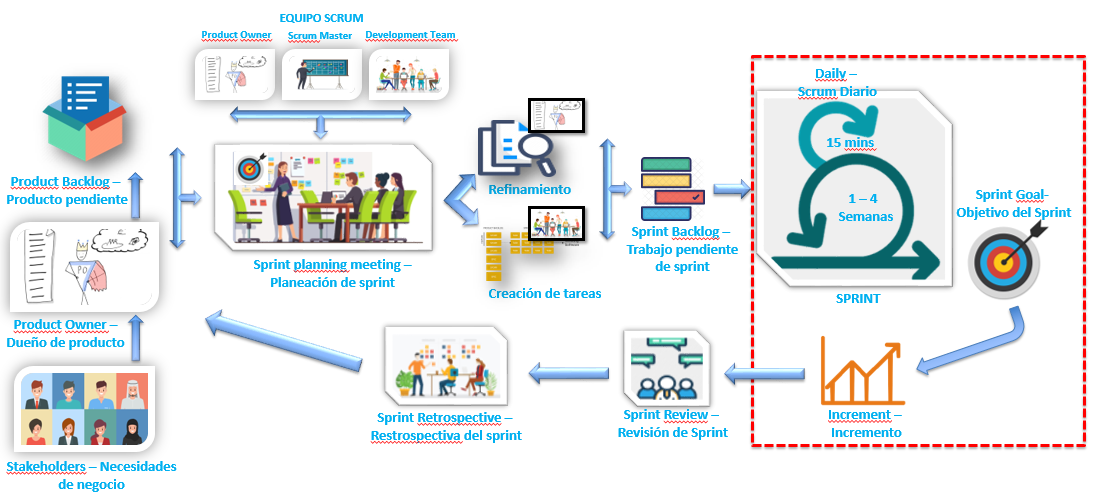 EQUIPO SCRUM
Product Owner
Scrum Master
Development Team
Product Backlog –
Producto pendiente
PO
Product Owner –
Dueño de producto
Stakeholders – Necesidades
de negocio
Sprint planning meeting –
Planeación de sprint
Refinamiento
Creación de tareas
Sprint Backlog –
Trabajo pendiente
de sprint
Daily –
Scrum Diario
15 mins
1 – 4
Semanas
SPRINT
Sprint Goal-
Objetivo del Sprint
Increment –
Incremento
Sprint Review –
Revisión de Sprint
Sprint Retrospective –
Restrospectiva del sprint